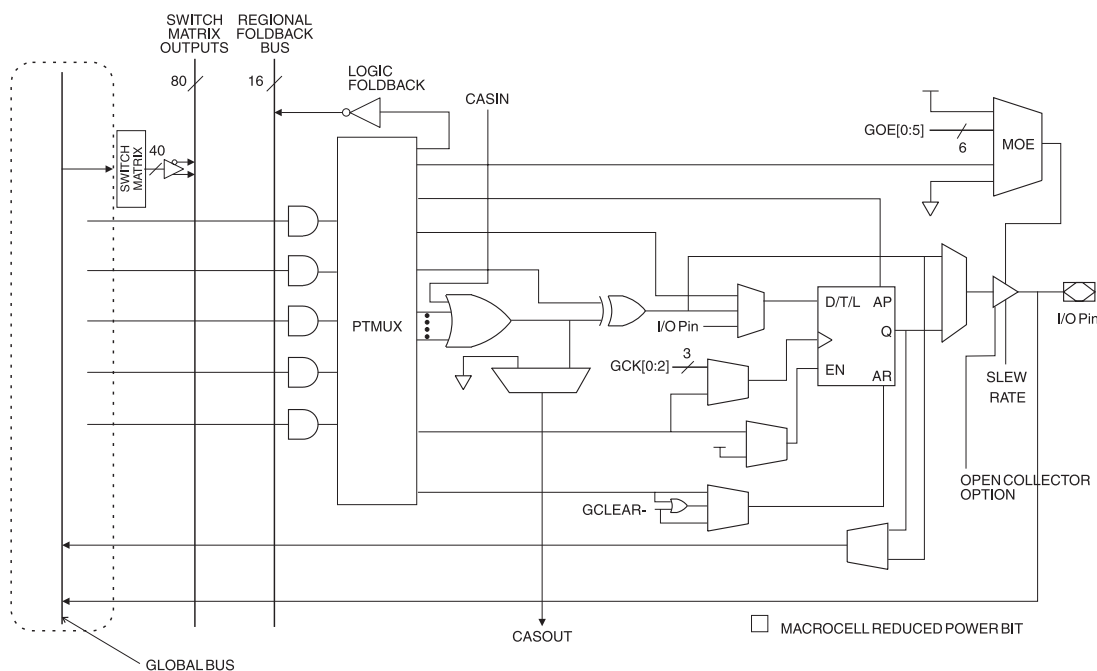 SWITCH
MATRIX
OUTPUTS
REGIONAL
FOLDBACK
BUS
80
16
LOGIC
FOLDBACK
CASIN
GOE[0:5]
6
MOE
SWITCH
MATRIX
40
PTMUX
D/T/L AP
Q
EN
AR
I/O Pin
I/O Pin
GCK[0:2]
3
SLEW
RATE
OPEN COLLECTOR
OPTION
GCLEAR-
CASOUT
MACROCELL REDUCED POWER BIT
GLOBAL BUS